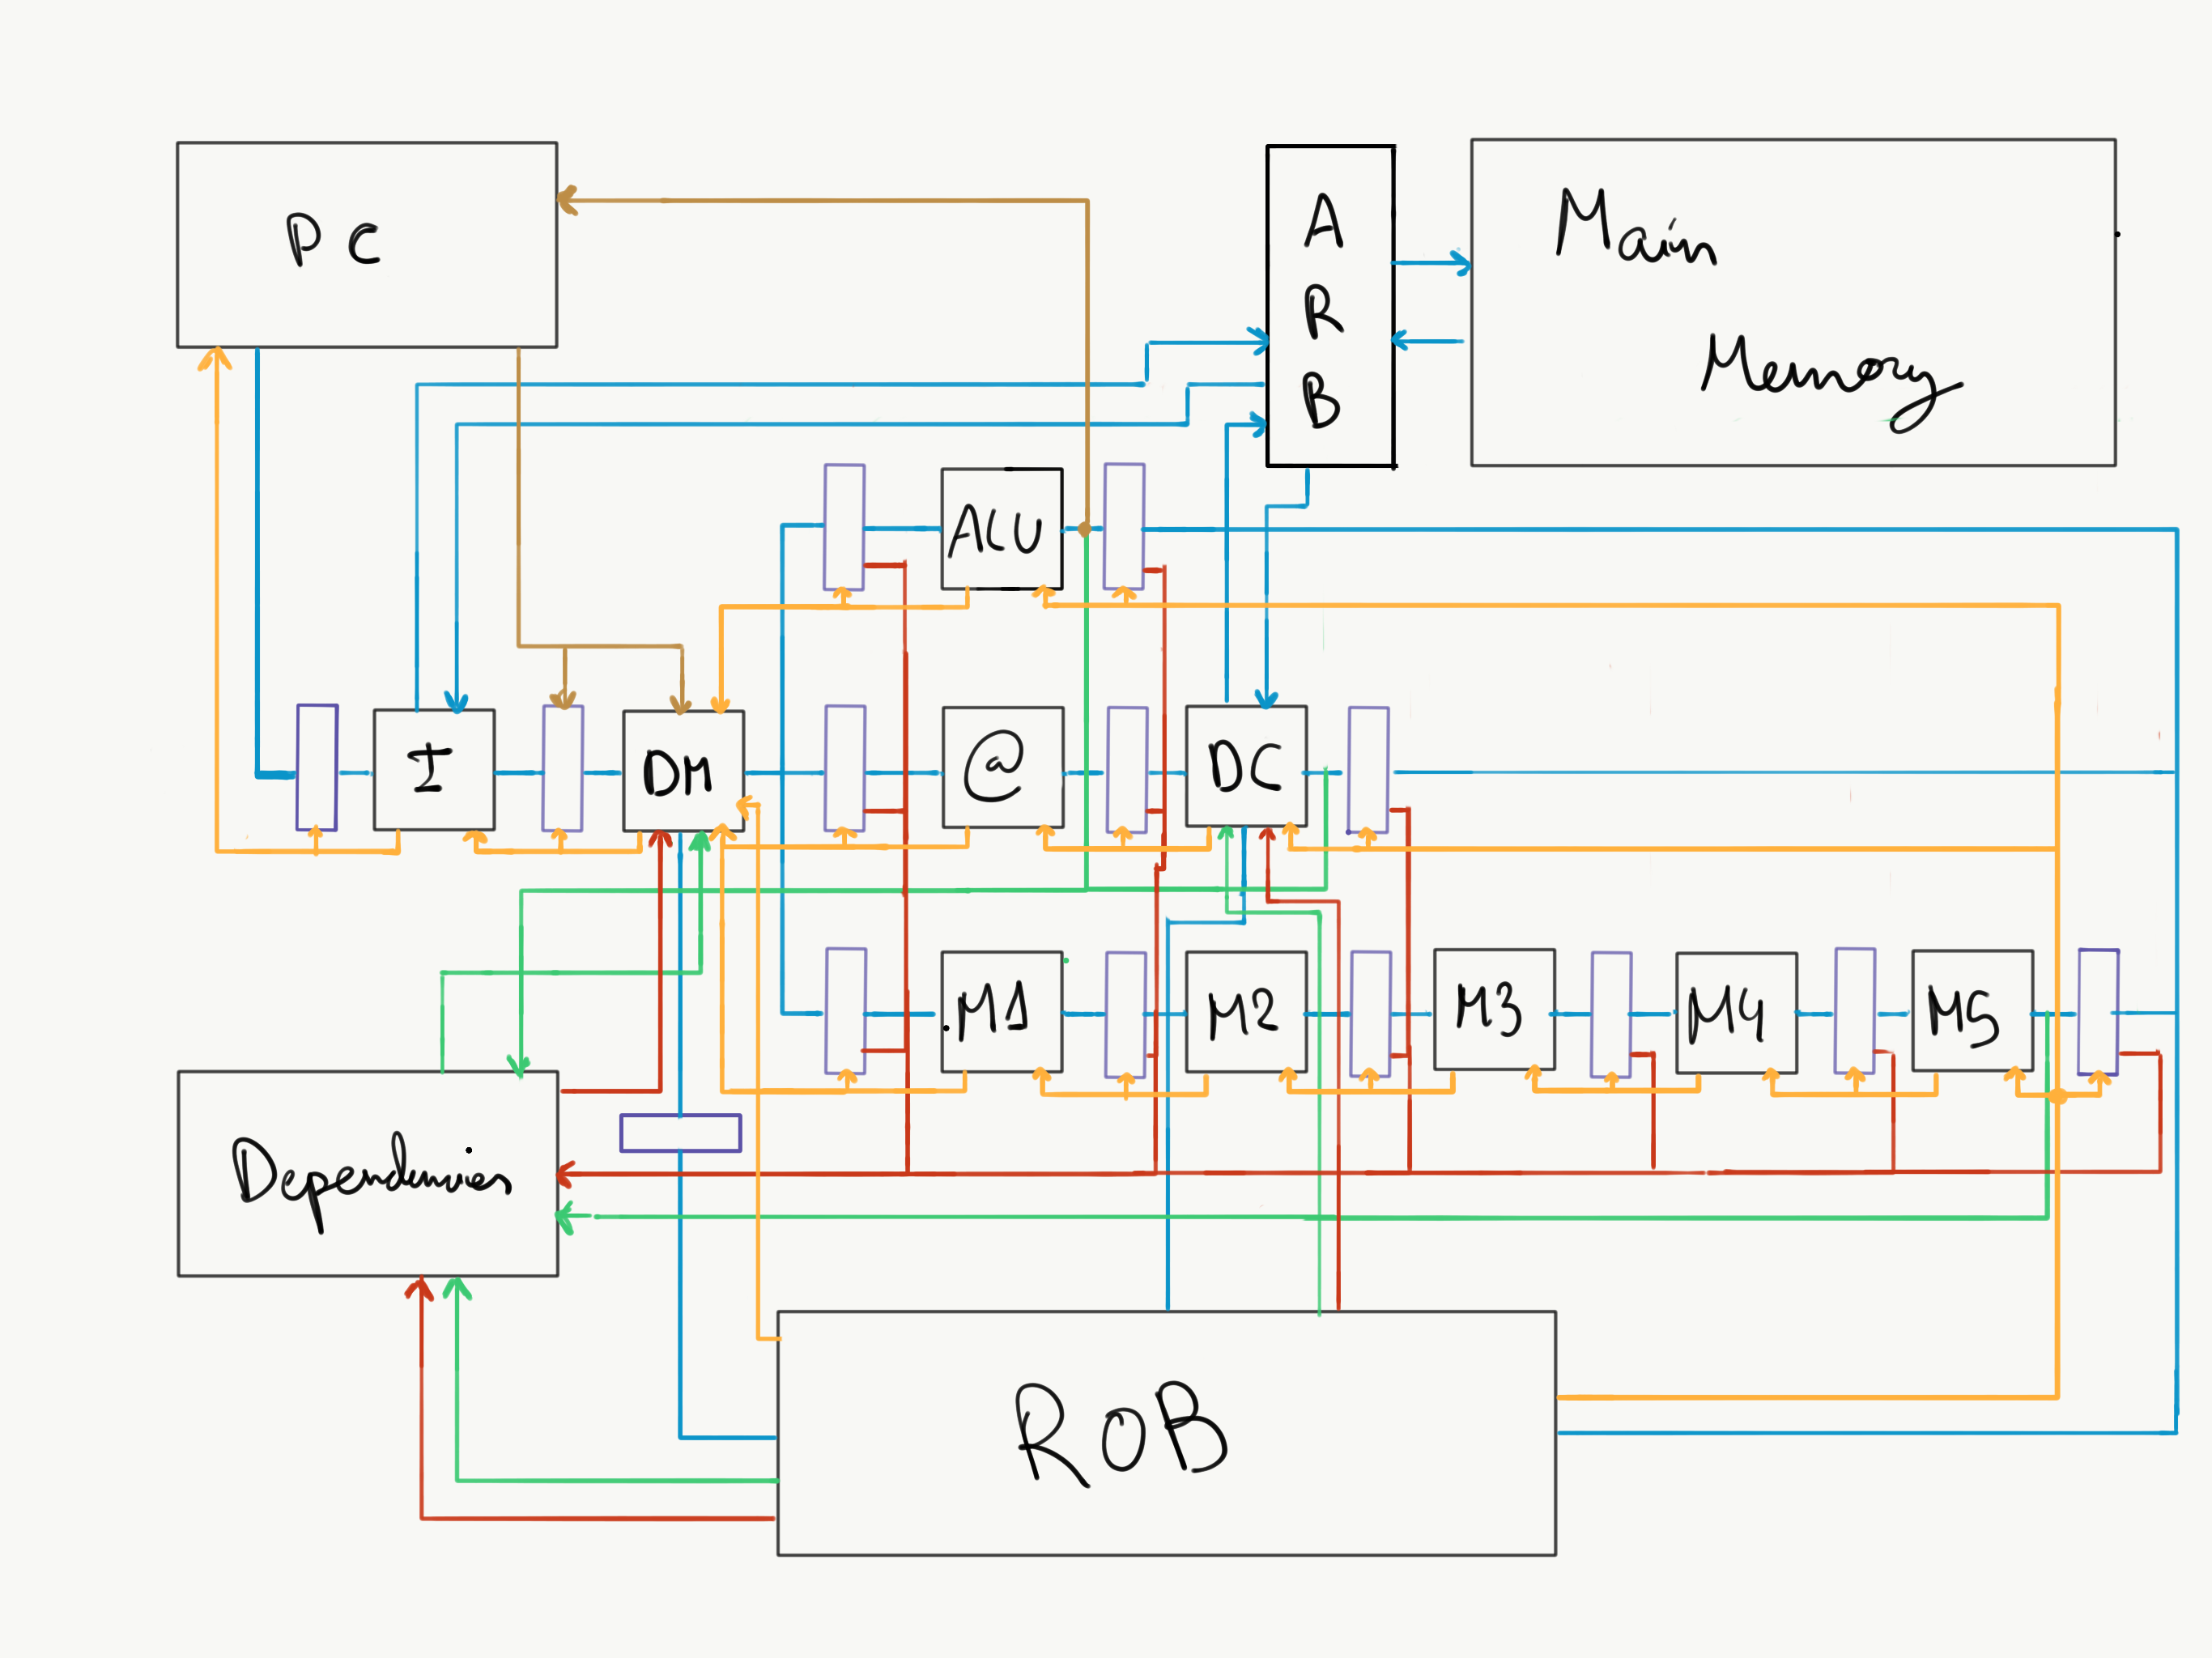 PC
A
R
B
Main
Memory
ALU
I
DM
@
DC
M1
M2
M3
M4
M5
Dependencies
ROB